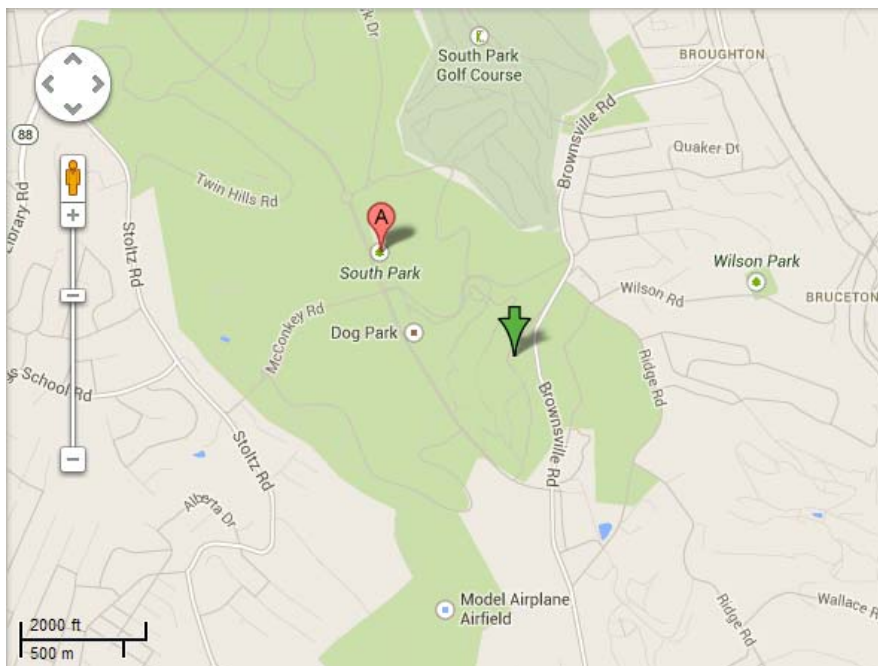 South Park
Golf Course
BROUGHTON
Brownsville Rd
88
Library Rd
Quaker Dr
Twin Hills Rd
A
South Park
Stoltz Rd
Wilson Park
Wilson Rd
BRUCETON
McConkey Rd
Dog Park
Ridge Rd
s School Rd
Brownsville Rd
Stoltz Rd
Alberta Dr
Model Airplane
Airfield
Ridge Rd
Wallace R
2000 ft
500 m